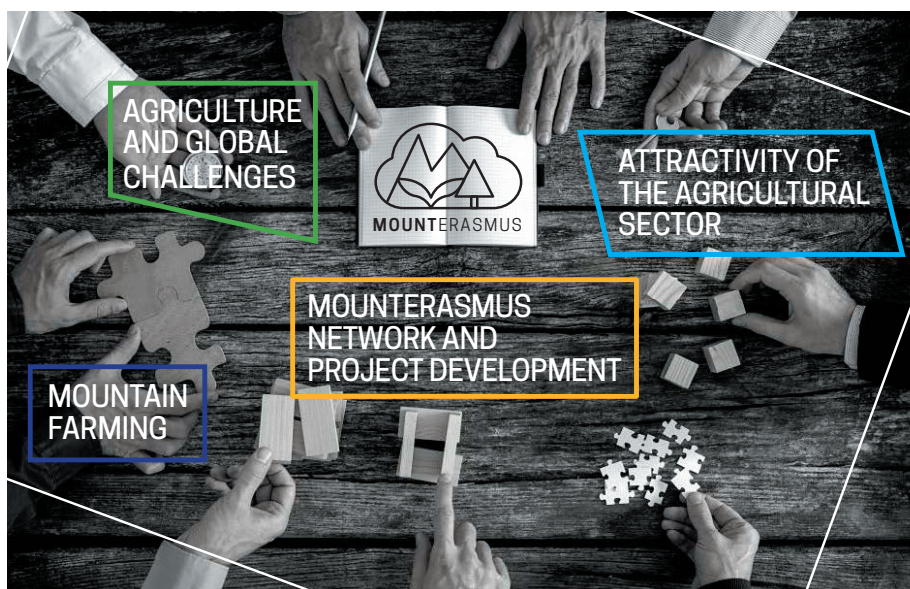 AGRICULTURE
AND GLOBAL
CHALLENGES
MOUNTERASMUS
ATTRACTIVITY OF
THE AGRICULTURAL
SECTOR
MOUNTERASMUS
NETWORK AND
PROJECT DEVELOPMENT
MOUNTAIN
FARMING